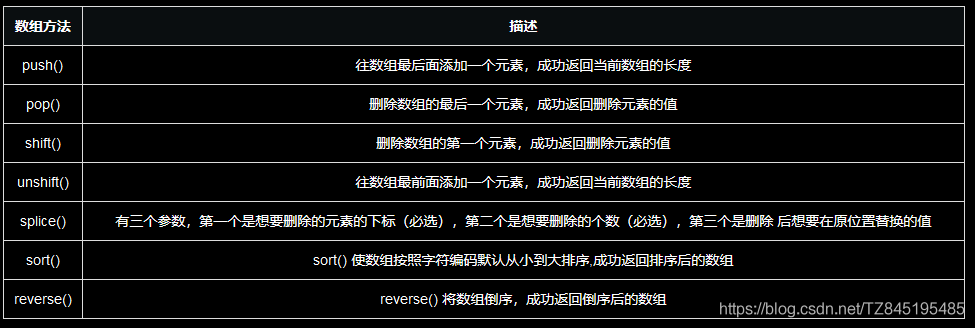 数组方法 描述
push() 往数组最后面添加一个元素，成功返回当前数组的长度
pop() 删除数组的最后一个元素，成功返回删除元素的值
shift() 删除数组的第一个元素，成功返回删除元素的值
unshift() 往数组最前面添加一个元素，成功返回当前数组的长度
splice() 有三个参数，第一个是想要删除的元素的下标（必选），第二个是想要删除的个数（必选），第三个是删除 后想要在原位置替换的值
sort() sort() 使数组按照字符编码默认从小到大排序,成功返回排序后的数组
reverse() reverse() 将数组倒序，成功返回倒序后的数组
https://blog.csdn.net/TZ845195485